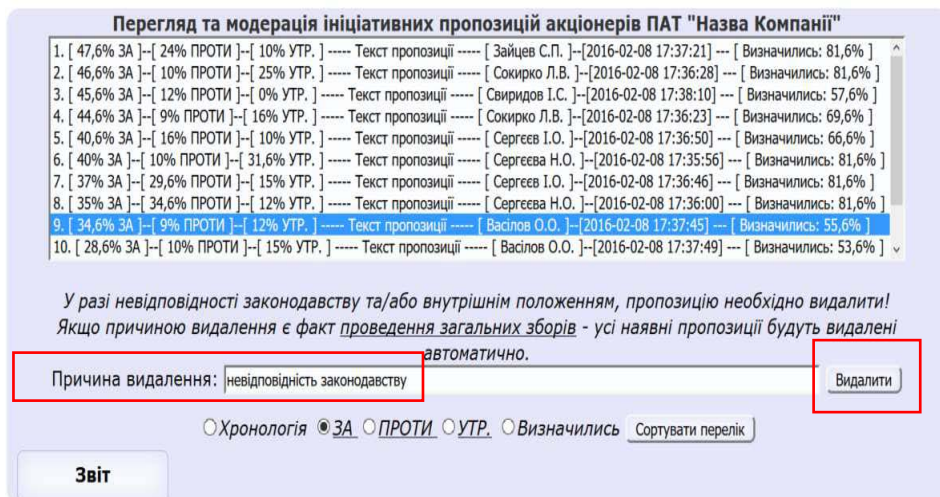 Перегляд та модерація ініціативних пропозицій акціонерів ПАТ "Назва Компанії"
1. [ 47,6% ЗА ]--[ 24% ПРОТИ ]--[ 10% УТР. ] ----- Текст пропозиції ----- [ Зайцев С.П. ]--[2016-02-08 17:37:21] --- [ Визначились: 81,6% ]
2. [ 46,6% ЗА ]--[ 10% ПРОТИ ]--[ 25% УТР. ] ----- Текст пропозиції ----- [ Сокирко Л.В. ]--[2016-02-08 17:36:28] --- [ Визначились: 81,6% ]
3. [ 45,6% ЗА ]--[ 12% ПРОТИ ]--[ 0% УТР. ] ----- Текст пропозиції ----- [ Свиридов І.С. ]--[2016-02-08 17:38:10] --- [ Визначились: 57,6% ]
4. [ 44,6% ЗА ]--[ 9% ПРОТИ ]--[ 16% УТР. ] ----- Текст пропозиції ----- [ Сокирко Л.В. ]--[2016-02-08 17:36:23] --- [ Визначились: 69,6% ]
5. [ 40,6% ЗА ]--[ 16% ПРОТИ ]--[ 10% УТР. ] ----- Текст пропозиції ----- [ Сергєєв І.О. ]--[2016-02-08 17:36:50] --- [ Визначились: 66,6% ]
6. [ 40% ЗА ]--[ 10% ПРОТИ ]--[ 31,6% УТР. ] ----- Текст пропозиції ----- [ Сергєєва Н.О. ]--[2016-02-08 17:35:56] --- [ Визначились: 81,6% ]
7. [ 37% ЗА ]--[ 29,6% ПРОТИ ]--[ 15% УТР. ] ----- Текст пропозиції ----- [ Сергєєв І.О. ]--[2016-02-08 17:36:46] --- [ Визначились: 81,6% ]
8. [ 35% ЗА ]--[ 34,6% ПРОТИ ]--[ 12% УТР. ] ----- Текст пропозиції ----- [ Сергєєва Н.О. ]--[2016-02-08 17:36:00] --- [ Визначились: 81,6% ]
9. [ 34,6% ЗА ]--[ 9% ПРОТИ ]--[ 12% УТР. ] ----- Текст пропозиції ----- [ Васілов О.О. ]--[2016-02-08 17:37:45] --- [ Визначились: 55,6% ]
10. [ 28,6% ЗА ]--[ 10% ПРОТИ ]--[ 15% УТР. ] ----- Текст пропозиції ----- [ Васілов О.О. ]--[2016-02-08 17:37:49] --- [ Визначились: 53,6% ]
У разі невідповідності законодавству та/або внутрішнім положенням, пропозицію необхідно видалити!
Якщо причиною видалення є факт проведення загальних зборів - усі наявні пропозиції будуть видалені
автоматично.
Причина видалення: невідповідність законодавству Видалити
Хронологія ЗА ПРОТИ УТР. Визначились Сортувати перелік
Звіт